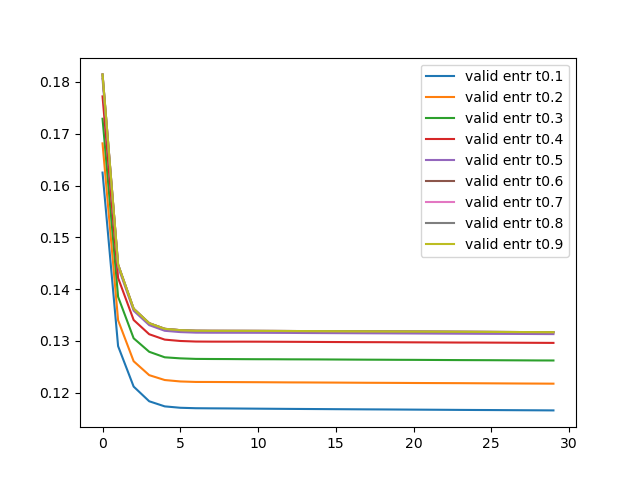 0.18
0.17
0.16
0.15
0.14
0.13
0.12
0
5
10
15
20
25
30
valid entr t0.1
valid entr t0.2
valid entr t0.3
valid entr t0.4
valid entr t0.5
valid entr t0.6
valid entr t0.7
valid entr t0.8
valid entr t0.9